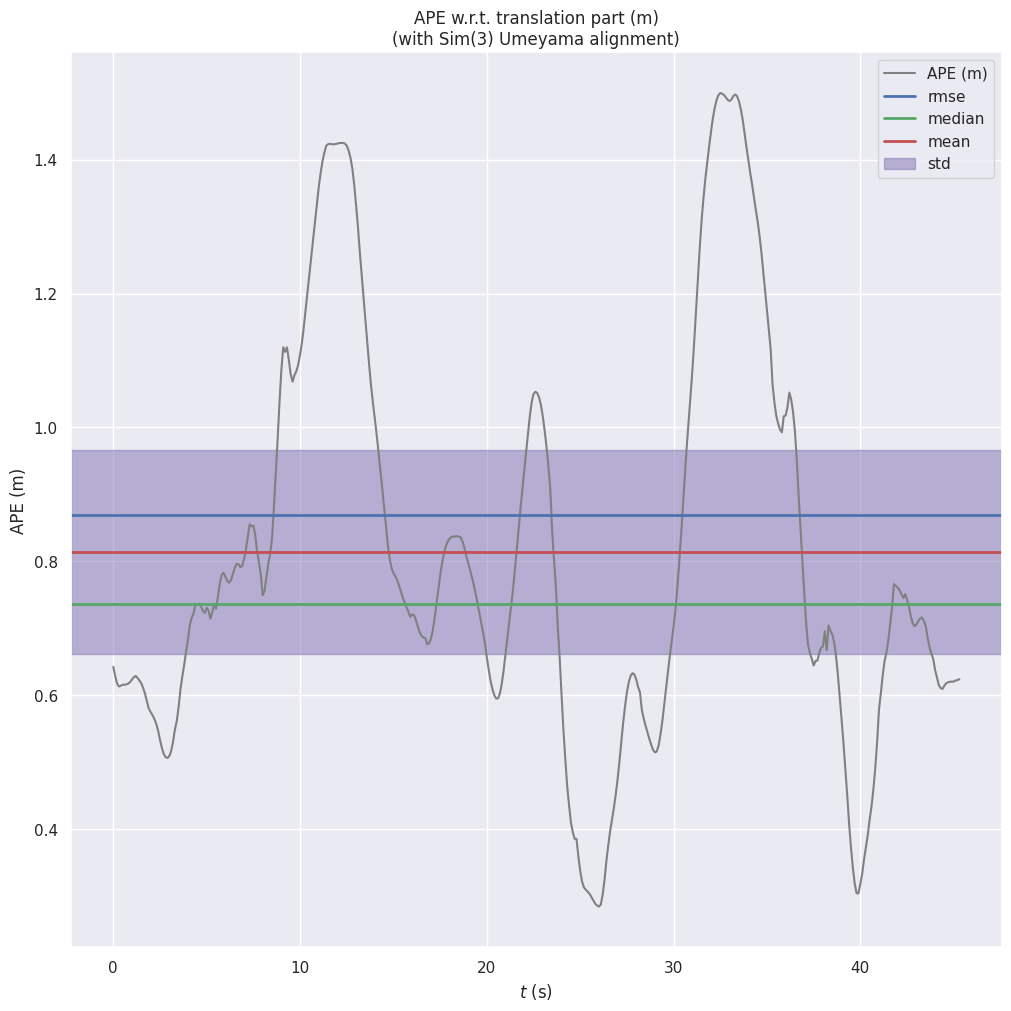 APE w.r.t. translation part (m)
(with Sim(3) Umeyama alignment)
APE (m)
rmse
median
mean
std
1.4
1.2
1.0
0.8
0.6
0.4
APE (m)
0
10
20
30
40
t (s)